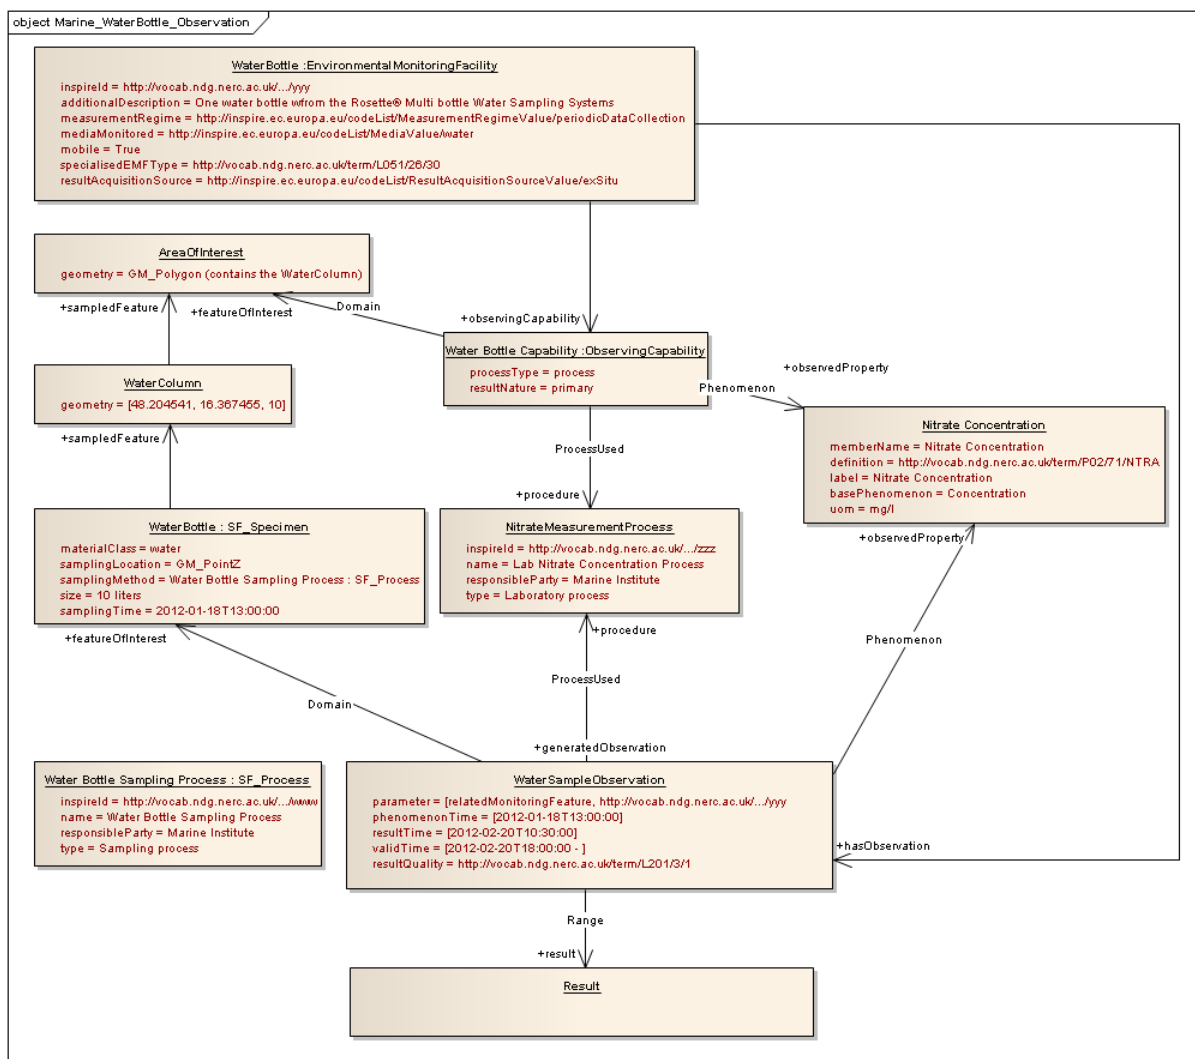 object Marine_WaterBottle_Observation
WaterBottle :EnvironmentalMonitoringFacility
inspireId = http://vocab.ndg.nerc.ac.uk/.../yyy
additionalDescription = One water bottle wfrom the Rosette® Multi bottle Water Sampling Systems
measurementRegime = http://inspire.ec.europa.eu/codeList/MeasurementRegimeValue/periodicDataCollection
mediaMonitored = http://inspire.ec.europa.eu/codeList/MediaValue/water
mobile = True
specialisedEMFType = http://vocab.ndg.nerc.ac.uk/term/L051/26/30
resultAcquisitionSource = http://inspire.ec.europa.eu/codeList/ResultAcquisitionSourceValue/exSitu
AreaOfInterest
geometry = GM_Polygon (contains the WaterColumn)
+sampledFeature
+featureOfInterest
Domain
+observingCapability
Water Bottle Capability :ObservingCapability
processType = process
resultNature = primary
+observedProperty
Phenomenon
WaterColumn
geometry = [48.204541, 16.367455, 10]
+sampledFeature
ProcessUsed
+procedure
Nitrate Concentration
memberName = Nitrate Concentration
definition = http://vocab.ndg.nerc.ac.uk/term/P02/71/NTRA
label = Nitrate Concentration
basePhenomenon = Concentration
uom = mg/l
+observedProperty
WaterBottle : SF_Specimen
materialClass = water
samplingLocation = GM_PointZ
samplingMethod = Water Bottle Sampling Process : SF_Process
size = 10 liters
samplingTime = 2012-01-18T13:00:00
+featureOfInterest
NitrateMeasurementProcess
inspireId = http://vocab.ndg.nerc.ac.uk/.../zzz
name = Lab Nitrate Concentration Process
responsibleParty = Marine Institute
type = Laboratory process
+procedure
Phenomenon
ProcessUsed
Domain
+generatedObservation
Water Bottle Sampling Process : SF_Process
inspireId = http://vocab.ndg.nerc.ac.uk/.../www
name = Water Bottle Sampling Process
responsibleParty = Marine Institute
type = Sampling process
WaterSampleObservation
parameter = [relatedMonitoringFeature, http://vocab.ndg.nerc.ac.uk/.../yyy
phenomenonTime = [2012-01-18T13:00:00]
resultTime = [2012-02-20T10:30:00]
validTime = [2012-02-20T18:00:00 - ]
resultQuality = http://vocab.ndg.nerc.ac.uk/term/L201/3/1
+hasObservation
Range
+result
Result